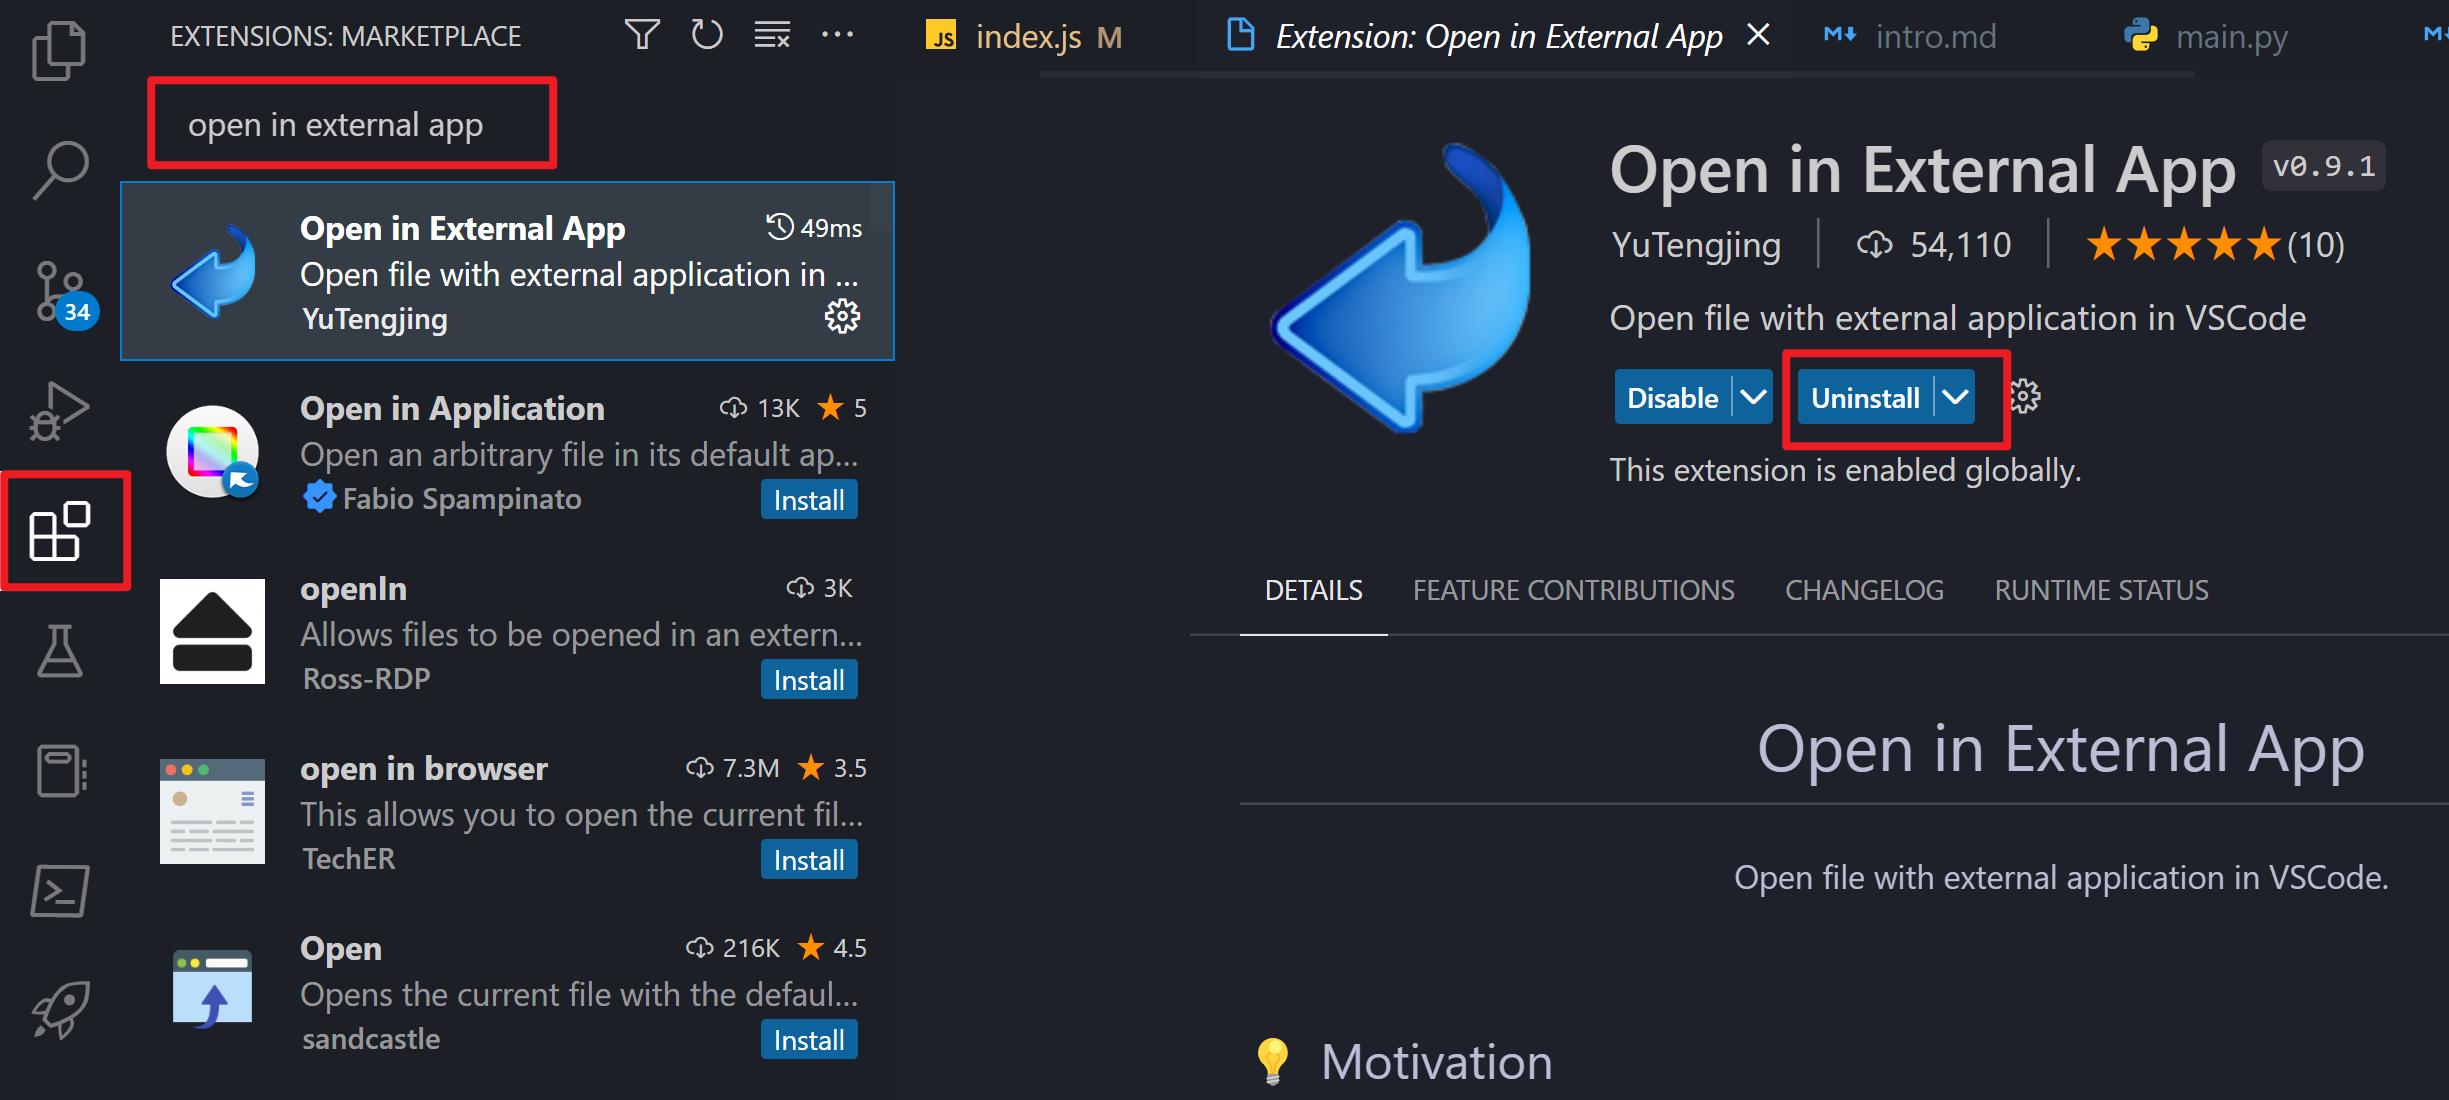 EXTENSIONS: MARKETPLACE
open in external app
Open in External App 49ms
Open file with external application in ...
YuTengjing
34
Open in Application 13K 5
Open an arbitrary file in its default ap...
Fabio Spampinato Install
openIn 3K
Allows files to be opened in an extern...
Ross-RDP Install
open in browser 7.3M 3.5
This allows you to open the current fil...
TechER Install
Open 216K 4.5
Opens the current file with the defaul...
sandcastle Install
JS index.js M
Extension: Open in External App
intro.md
main.py
Open in External App v0.9.1
YuTengjing 54,110 (10)
Open file with external application in VSCode
Disable Uninstall
This extension is enabled globally.
DETAILS FEATURE CONTRIBUTIONS CHANGELOG RUNTIME STATUS
Open in External App
Open file with external application in VSCode.
Motivation